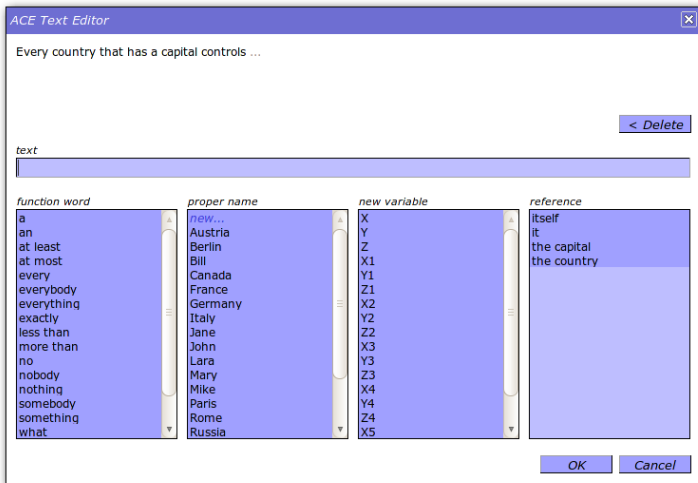 ACE Text Editor
Every country that has a capital controls ...
< Delete
text
function word
a
an
at least
at most
every
everybody
everything
exactly
less than
more than
no
nobody
nothing
somebody
something
what
proper name
new...
Austria
Berlin
Bill
Canada
France
Germany
Italy
Jane
John
Lara
Mary
Mike
Paris
Rome
Russia
new variable
X
Y
Z
X1
Y1
Z1
X2
Y2
Z2
X3
Y3
Z3
X4
Y4
Z4
X5
reference
itself
it
the capital
the country
OK
Cancel